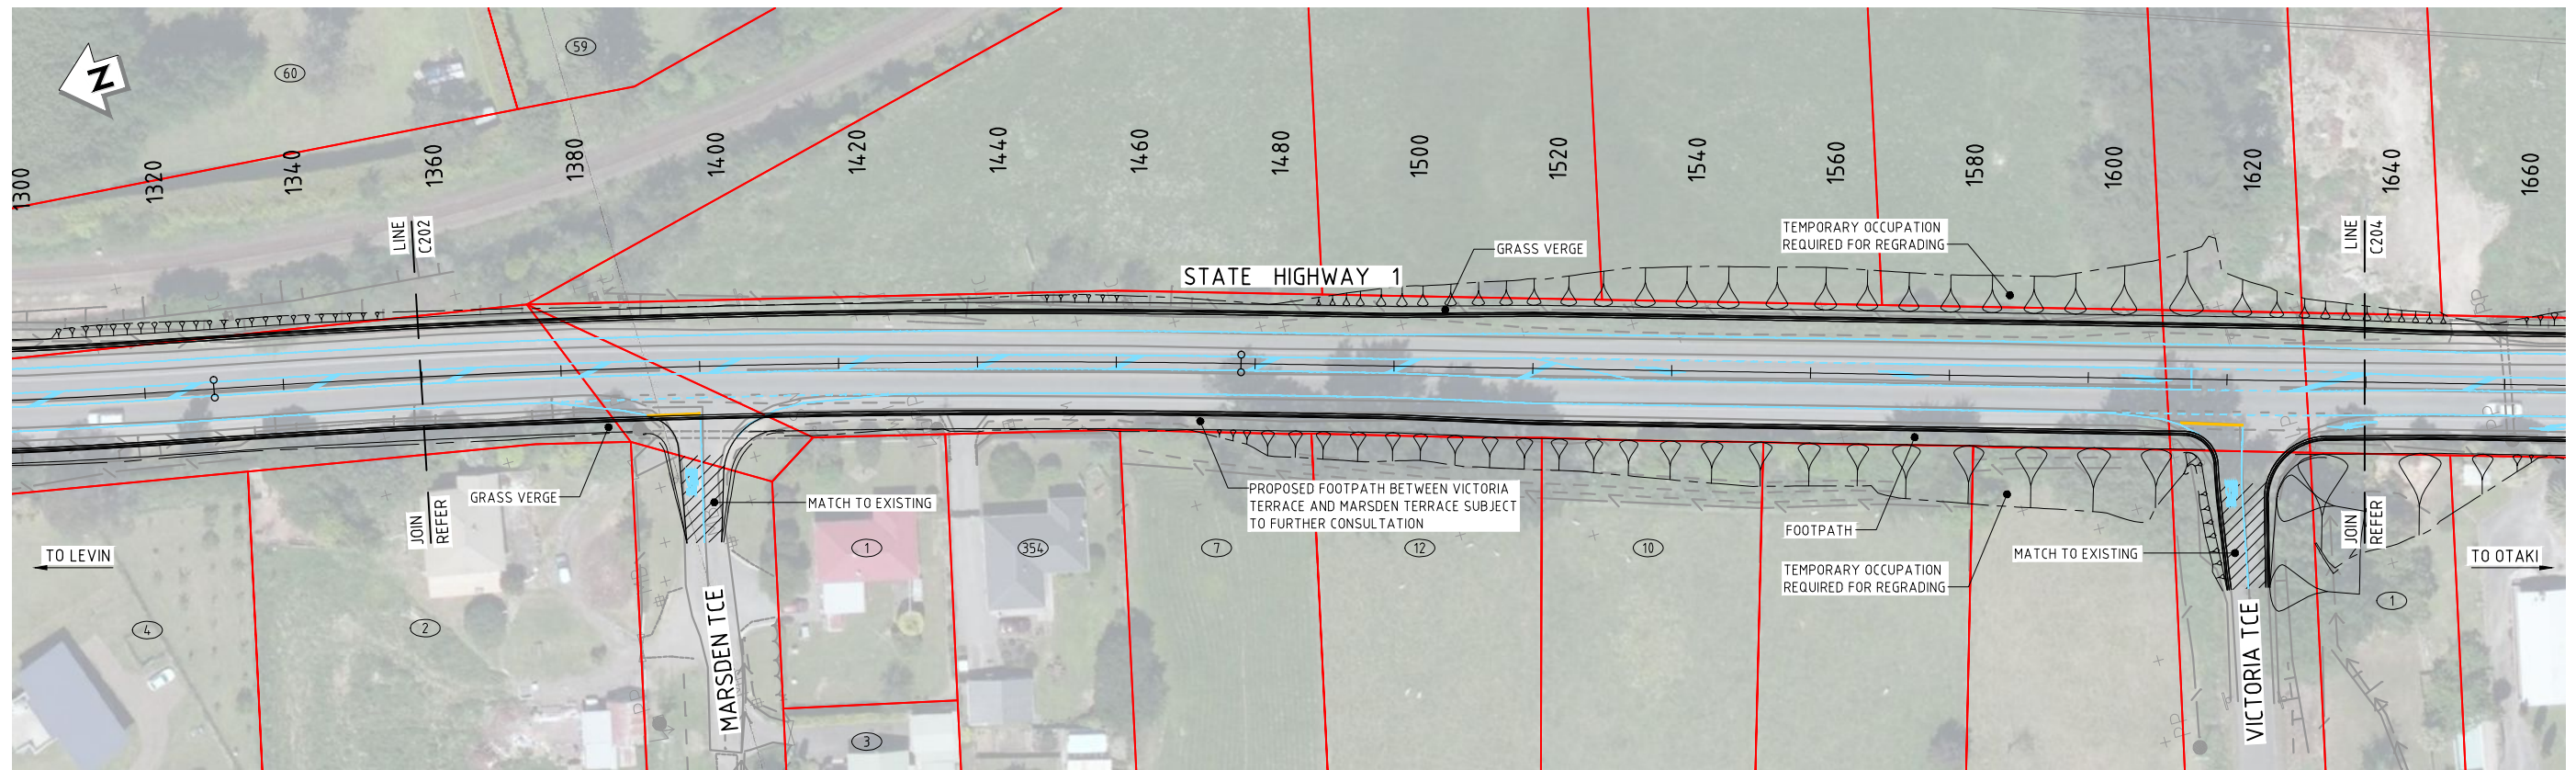 N
60
59
1300
1320
1340
1360
1380
1400
1420
1440
1460
1480
1500
1520
1540
1560
1580
1600
1620
1640
1660
LINE
C202
STATE HIGHWAY 1
GRASS VERGE
TEMPORARY OCCUPATION
REQUIRED FOR REGRADING
LINE
C204
GRASS VERGE
JOIN
REFER
MATCH TO EXISTING
PROPOSED FOOTPATH BETWEEN VICTORIA
TERRACE AND MARSDEN TERRACE SUBJECT
TO FURTHER CONSULTATION
FOOTPATH
TEMPORARY OCCUPATION
REQUIRED FOR REGRADING
MATCH TO EXISTING
JOIN
REFER
TO LEVIN
TO OTAKI
4
2
1
354
7
12
10
1
3
MARSDEN TCE
VICTORIA TCE
PP
PP